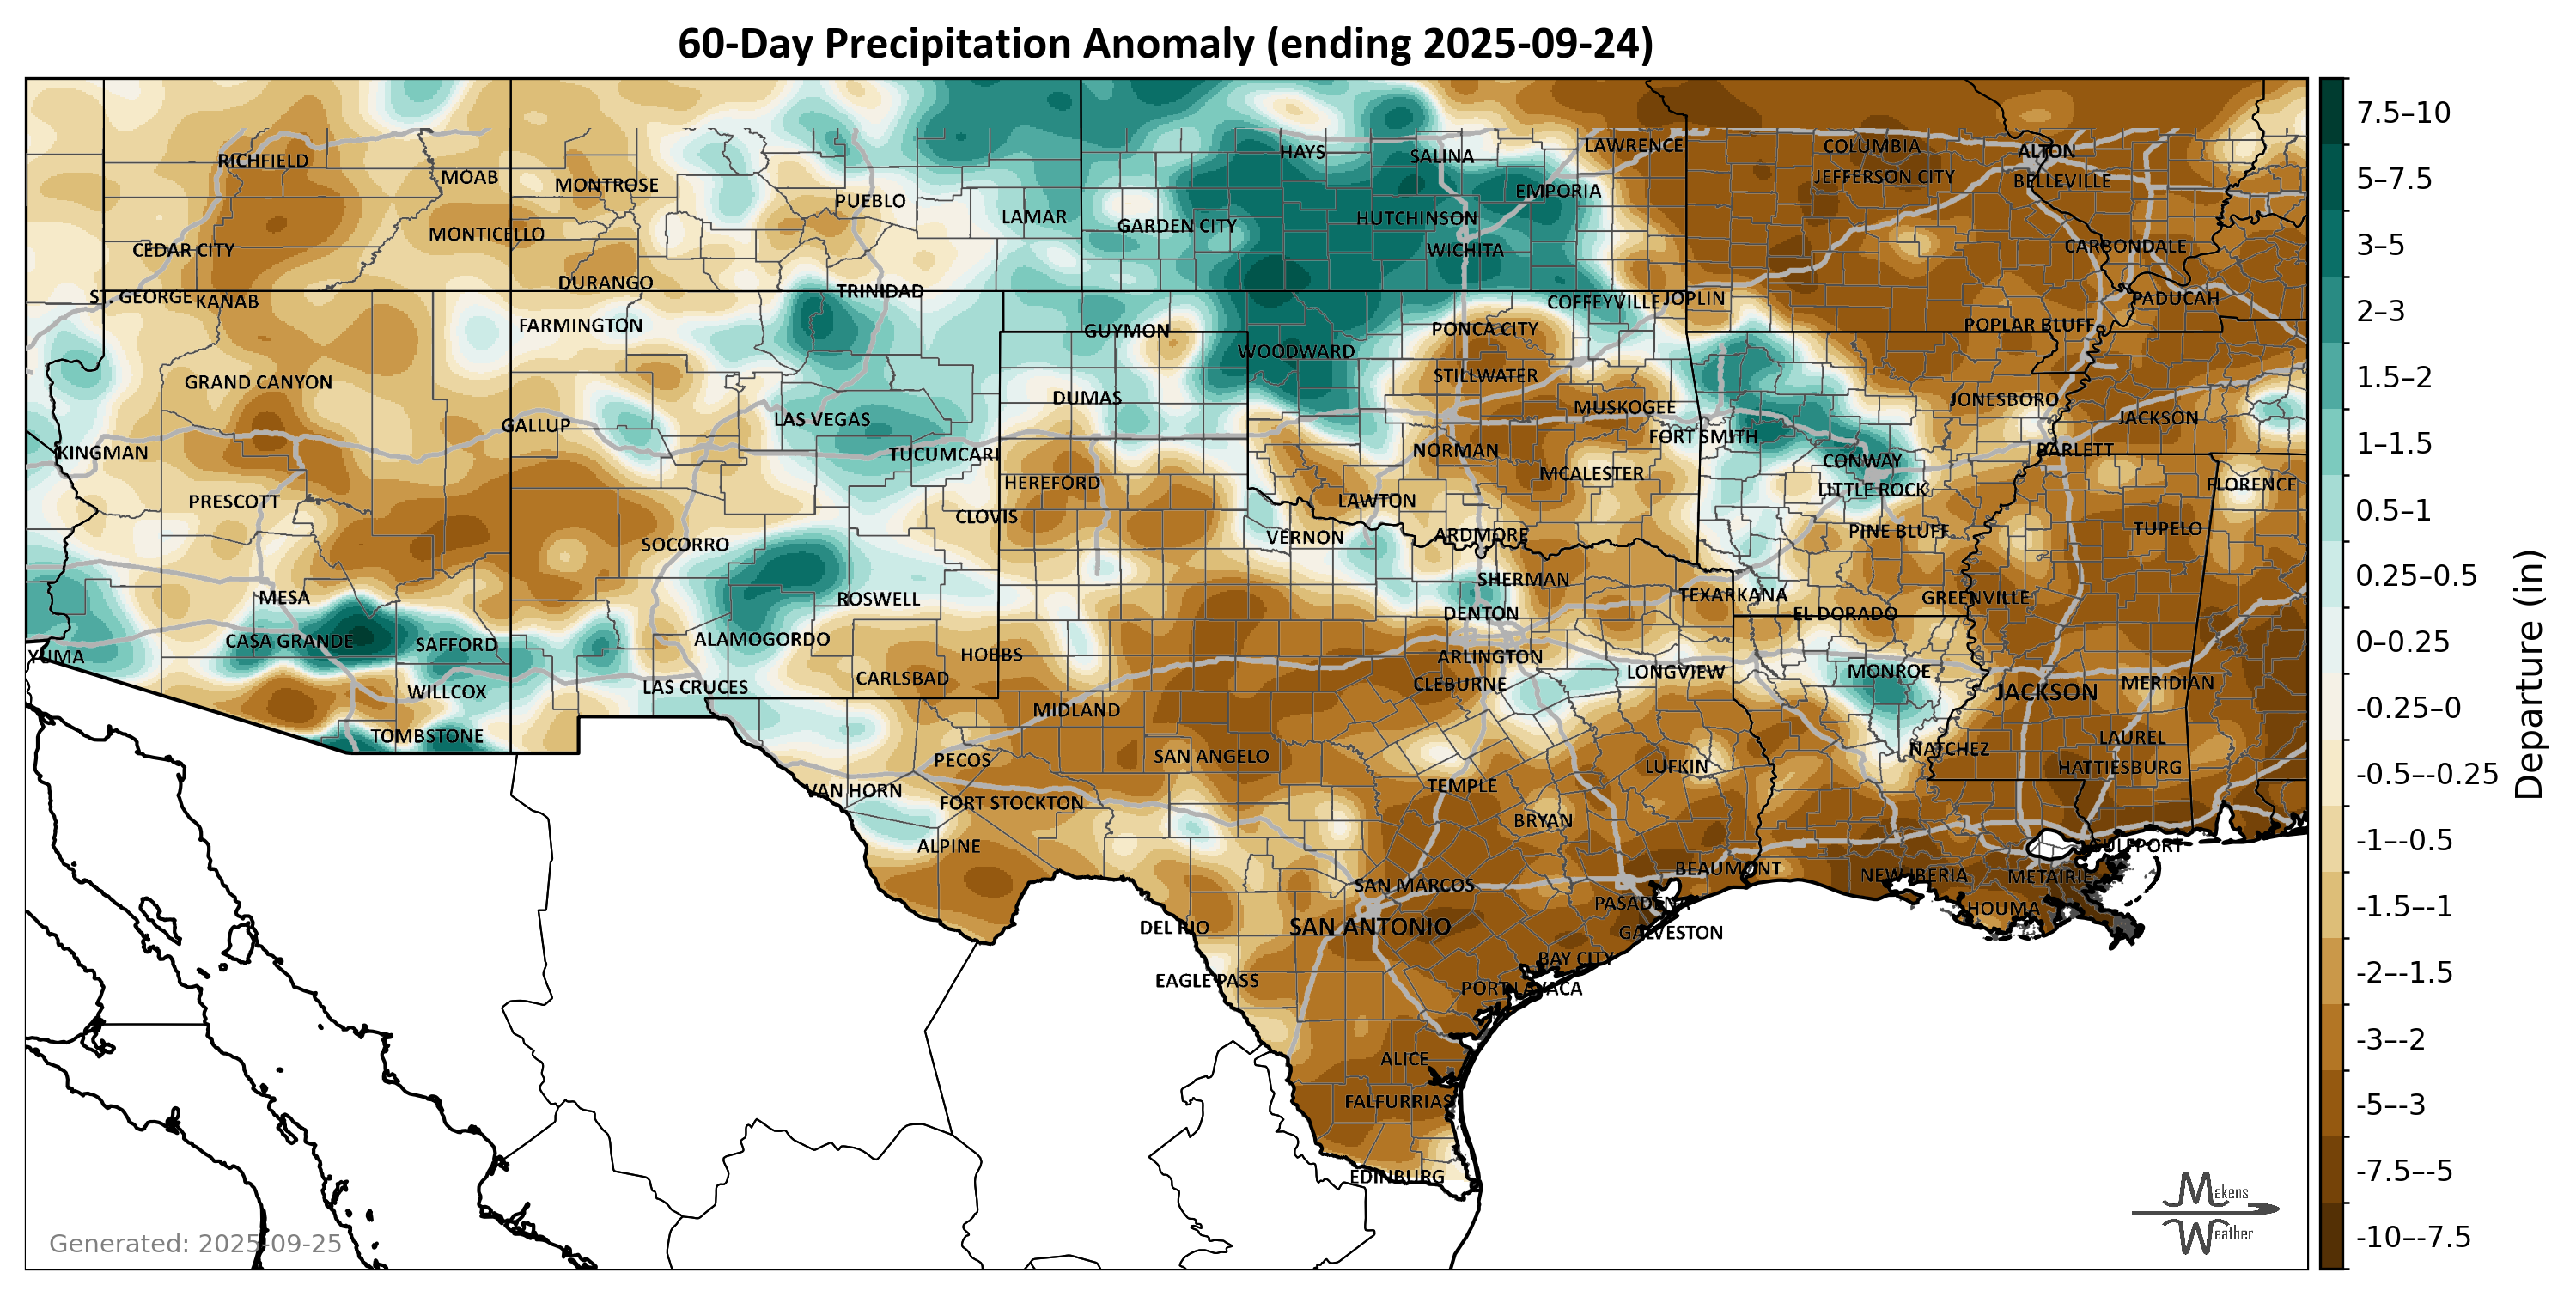 60-Day Precipitation Anomaly (ending 2025-09-24)
RICHFIELD
MOAB
MONTROSE
PUEBLO
LAMAR
GARDEN CITY
HAYS
SALINA
LAWRENCE
EMPORIA
HUTCHINSON
WICHITA
COLUMBIA
JEFFERSON CITY
ALTON
BELLEVILLE
CEDAR CITY
MONTICELLO
DURANGO
TRINIDAD
CARBONDALE
ST. GEORGE
KANAB
FARMINGTON
GUYMON
PONCA CITY
COFFEYVILLE
JOPLIN
PADUCAH
POPLAR BLUFF
WOODWARD
STILLWATER
GRAND CANYON
DUMAS
MUSKOGEE
JONESBORO
JACKSON
GALLUP
LAS VEGAS
FORT SMITH
KINGMAN
TUCUMCARI
NORMAN
BARLETT
CONWAY
MCALESTER
HEREFORD
LITTLE ROCK
FLORENCE
PRESCOTT
LAWTON
CLOVIS
VERNON
ARDMORE
PINE BLUFF
TUPELO
SOCORRO
SHERMAN
MESA
ROSWELL
DENTON
TEXARKANA
EL DORADO
GREENVILLE
CASA GRANDE
SAFFORD
ALAMOGORDO
YUMA
HOBBS
ARLINGTON
CARLSBAD
CLEBURNE
LONGVIEW
MONROE
JACKSON
MERIDIAN
WILLCOX
LAS CRUCES
MIDLAND
TOMBSTONE
PECOS
SAN ANGELO
NATCHEZ
LAUREL
LUFKIN
HATTIESBURG
VAN HORN
FORT STOCKTON
TEMPLE
BRYAN
ALPINE
GULFPORT
BEAUMONT
SAN MARCOS
NEW IBERIA
METAIRIE
PASADENA
HOUMA
DEL RIO
SAN ANTONIO
GALVESTON
BAY CITY
EAGLE PASS
PORT LAVACA
ALICE
FALFURRIAS
EDINBURG
Generated: 2025-09-25
Makens
Weather
7.5–10
5–7.5
3–5
2–3
1.5–2
1–1.5
0.5–1
0.25–0.5
0–0.25
-0.25–0
-0.5–-0.25
-1–-0.5
-1.5–-1
-2–-1.5
-3–-2
-5–-3
-7.5–-5
-10–-7.5
Departure (in)